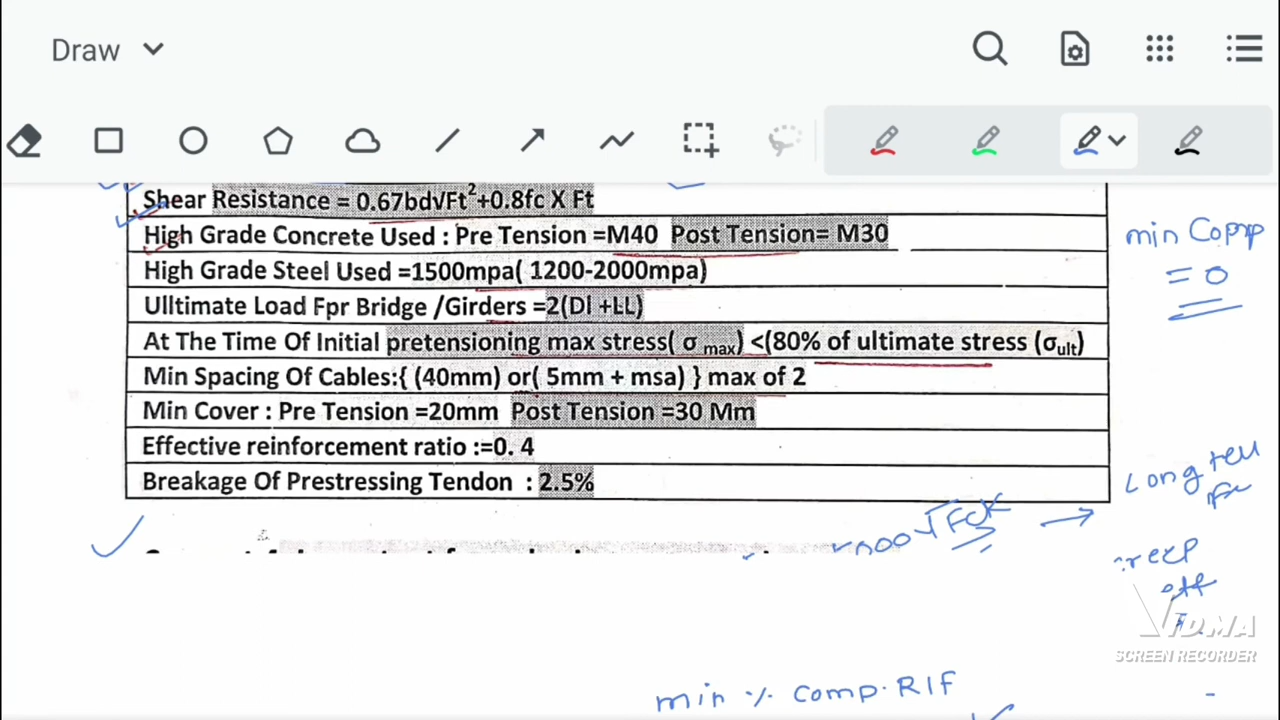 Draw
Shear Resistance = 0.67bd√Ft²+0.8fc X Ft
High Grade Concrete Used : Pre Tension =M40 Post Tension= M30
High Grade Steel Used =1500mpa( 1200-2000mpa)
Ulltimate Load Fpr Bridge /Girders =2(Dl +LL)
At The Time Of Initial pretensioning max stress( σ max) <(80% of ultimate stress (σult)
Min Spacing Of Cables:{ (40mm) or( 5mm + msa) } max of 2
Min Cover : Pre Tension =20mm Post Tension =30 Mm
Effective reinforcement ratio :=0. 4
Breakage Of Prestressing Tendon : 2.5%
min Comp
= 0
Long
√FCK →
VIDMA
SCREEN RECORDER
min % comp. RIF